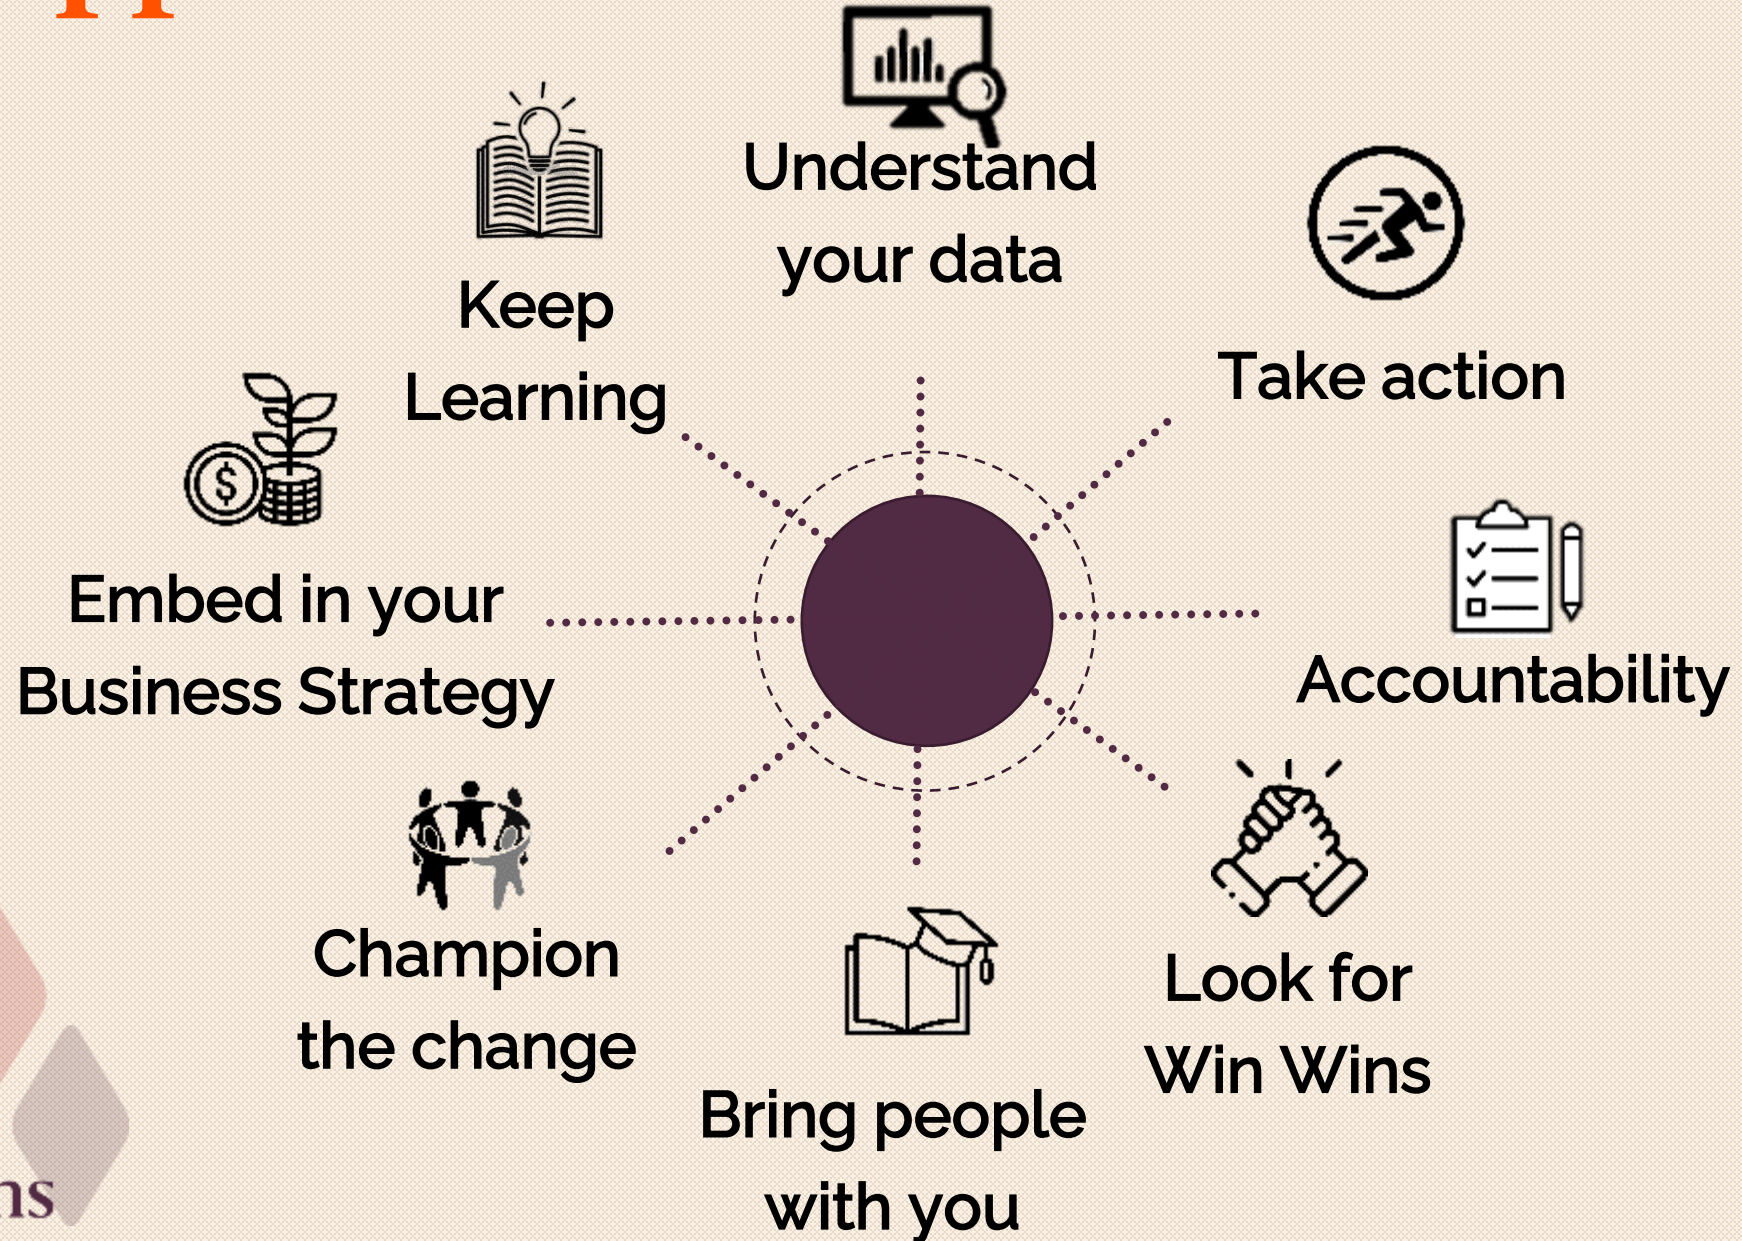 Understand
your data
Take action
Accountability
Look for
Win Wins
Bring people
with you
Champion
the change
Embed in your
Business Strategy
Keep
Learning
$